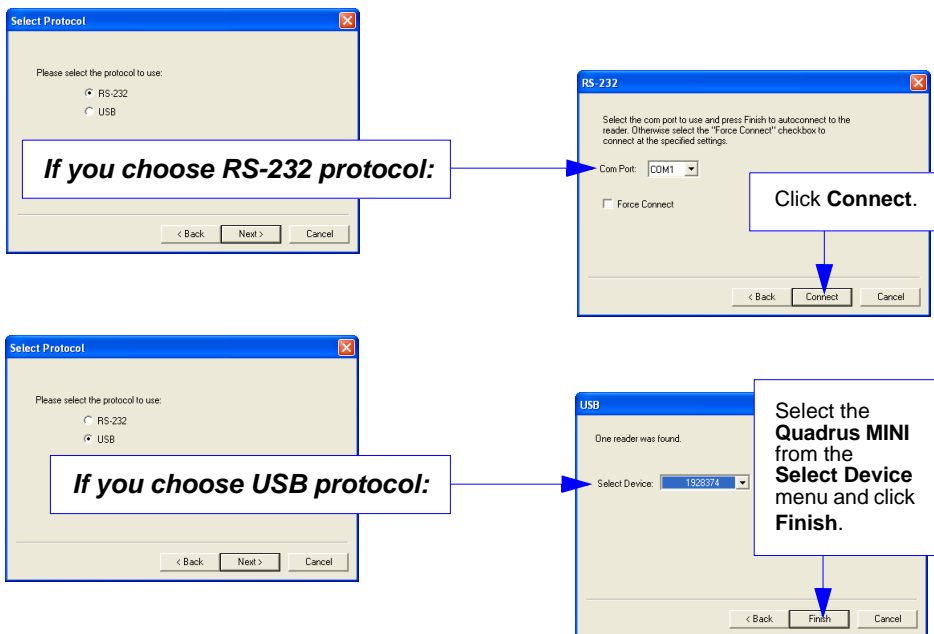 Select Protocol
Please select the protocol to use:
RS-232
USB
If you choose RS-232 protocol:
< Back Next > Cancel
RS-232
Select the com port to use and press Finish to autoconnect to the
reader. Otherwise select the "Force Connect" checkbox to
connect at the specified settings.
Com Port: COM1
Force Connect
Click Connect.
< Back Connect Cancel
Select Protocol
Please select the protocol to use:
RS-232
USB
If you choose USB protocol:
< Back Next > Cancel
USB
One reader was found.
Select Device: 1928374
Select the
Quadrus MINI
from the
Select Device
menu and click
Finish.
< Back Finish Cancel